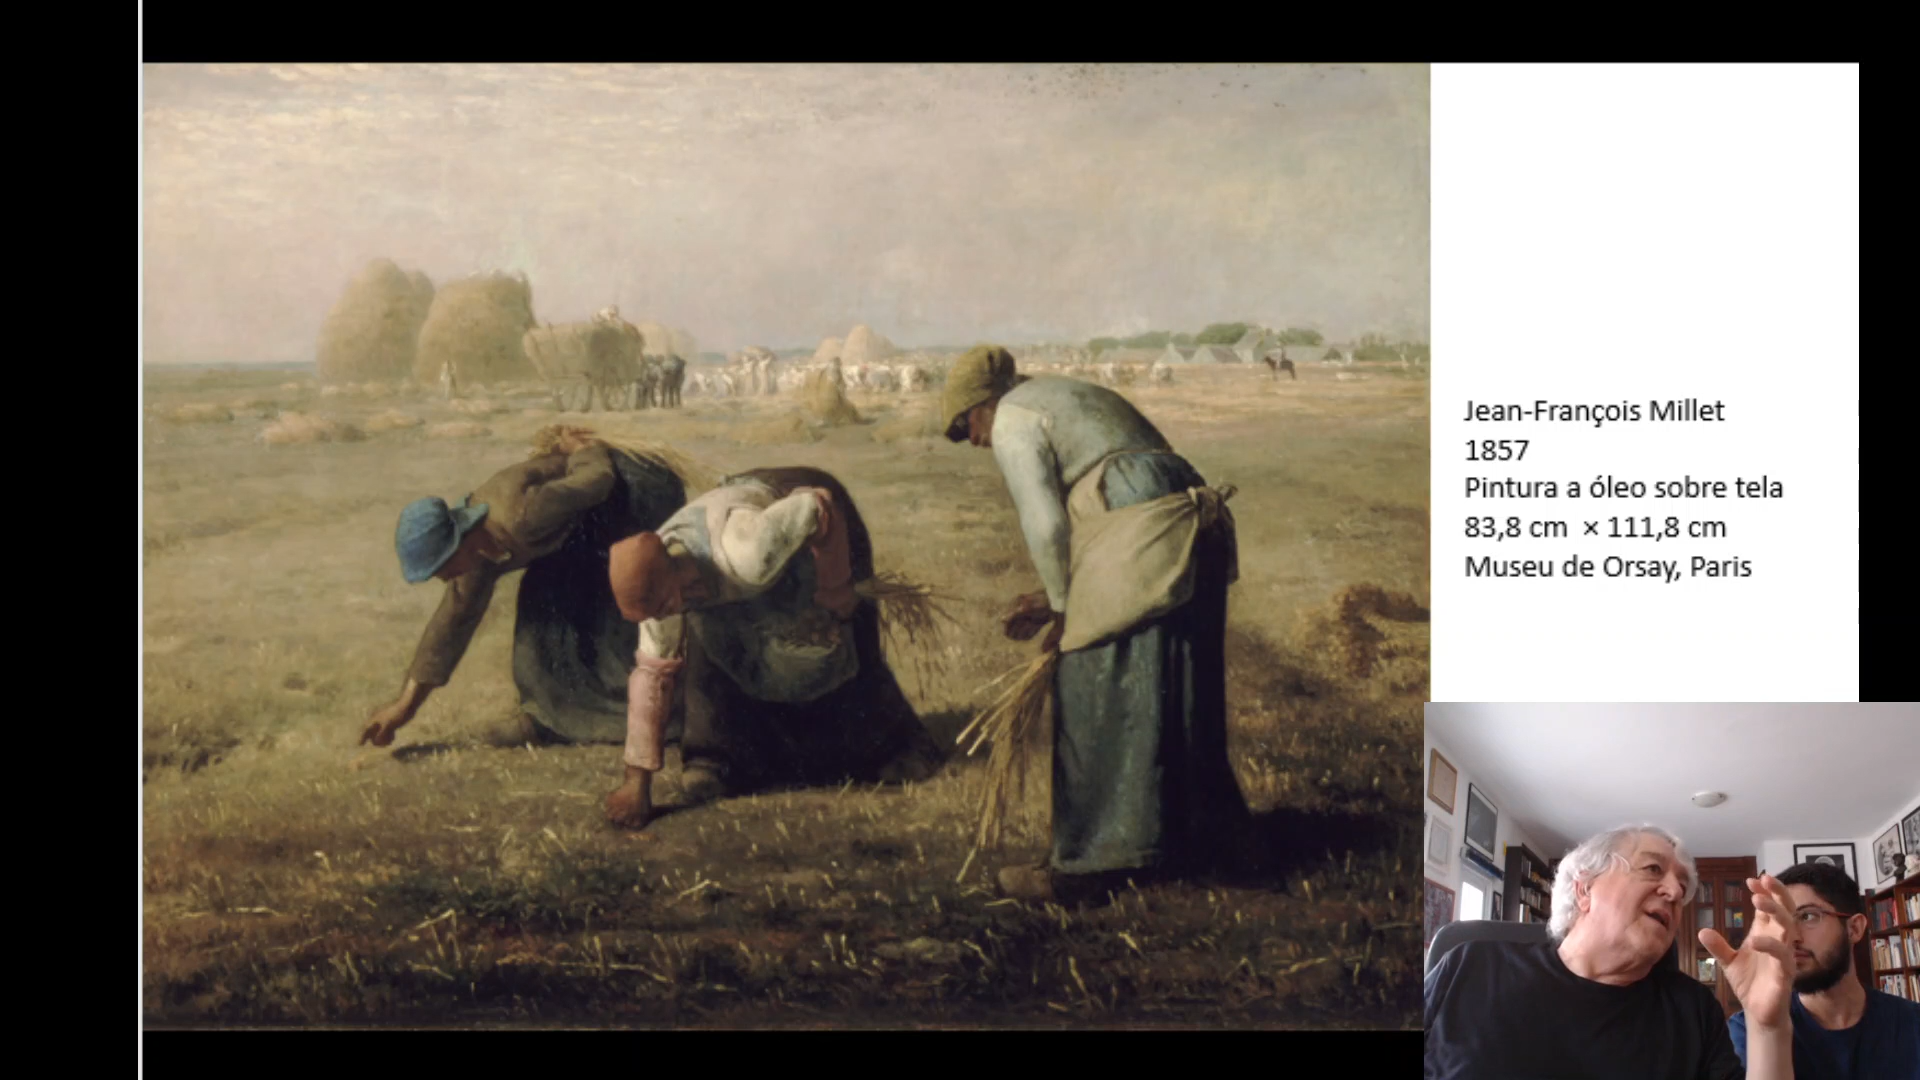 Jean-François Millet
1857
Pintura a óleo sobre tela
83,8 cm × 111,8 cm
Museu de Orsay, Paris